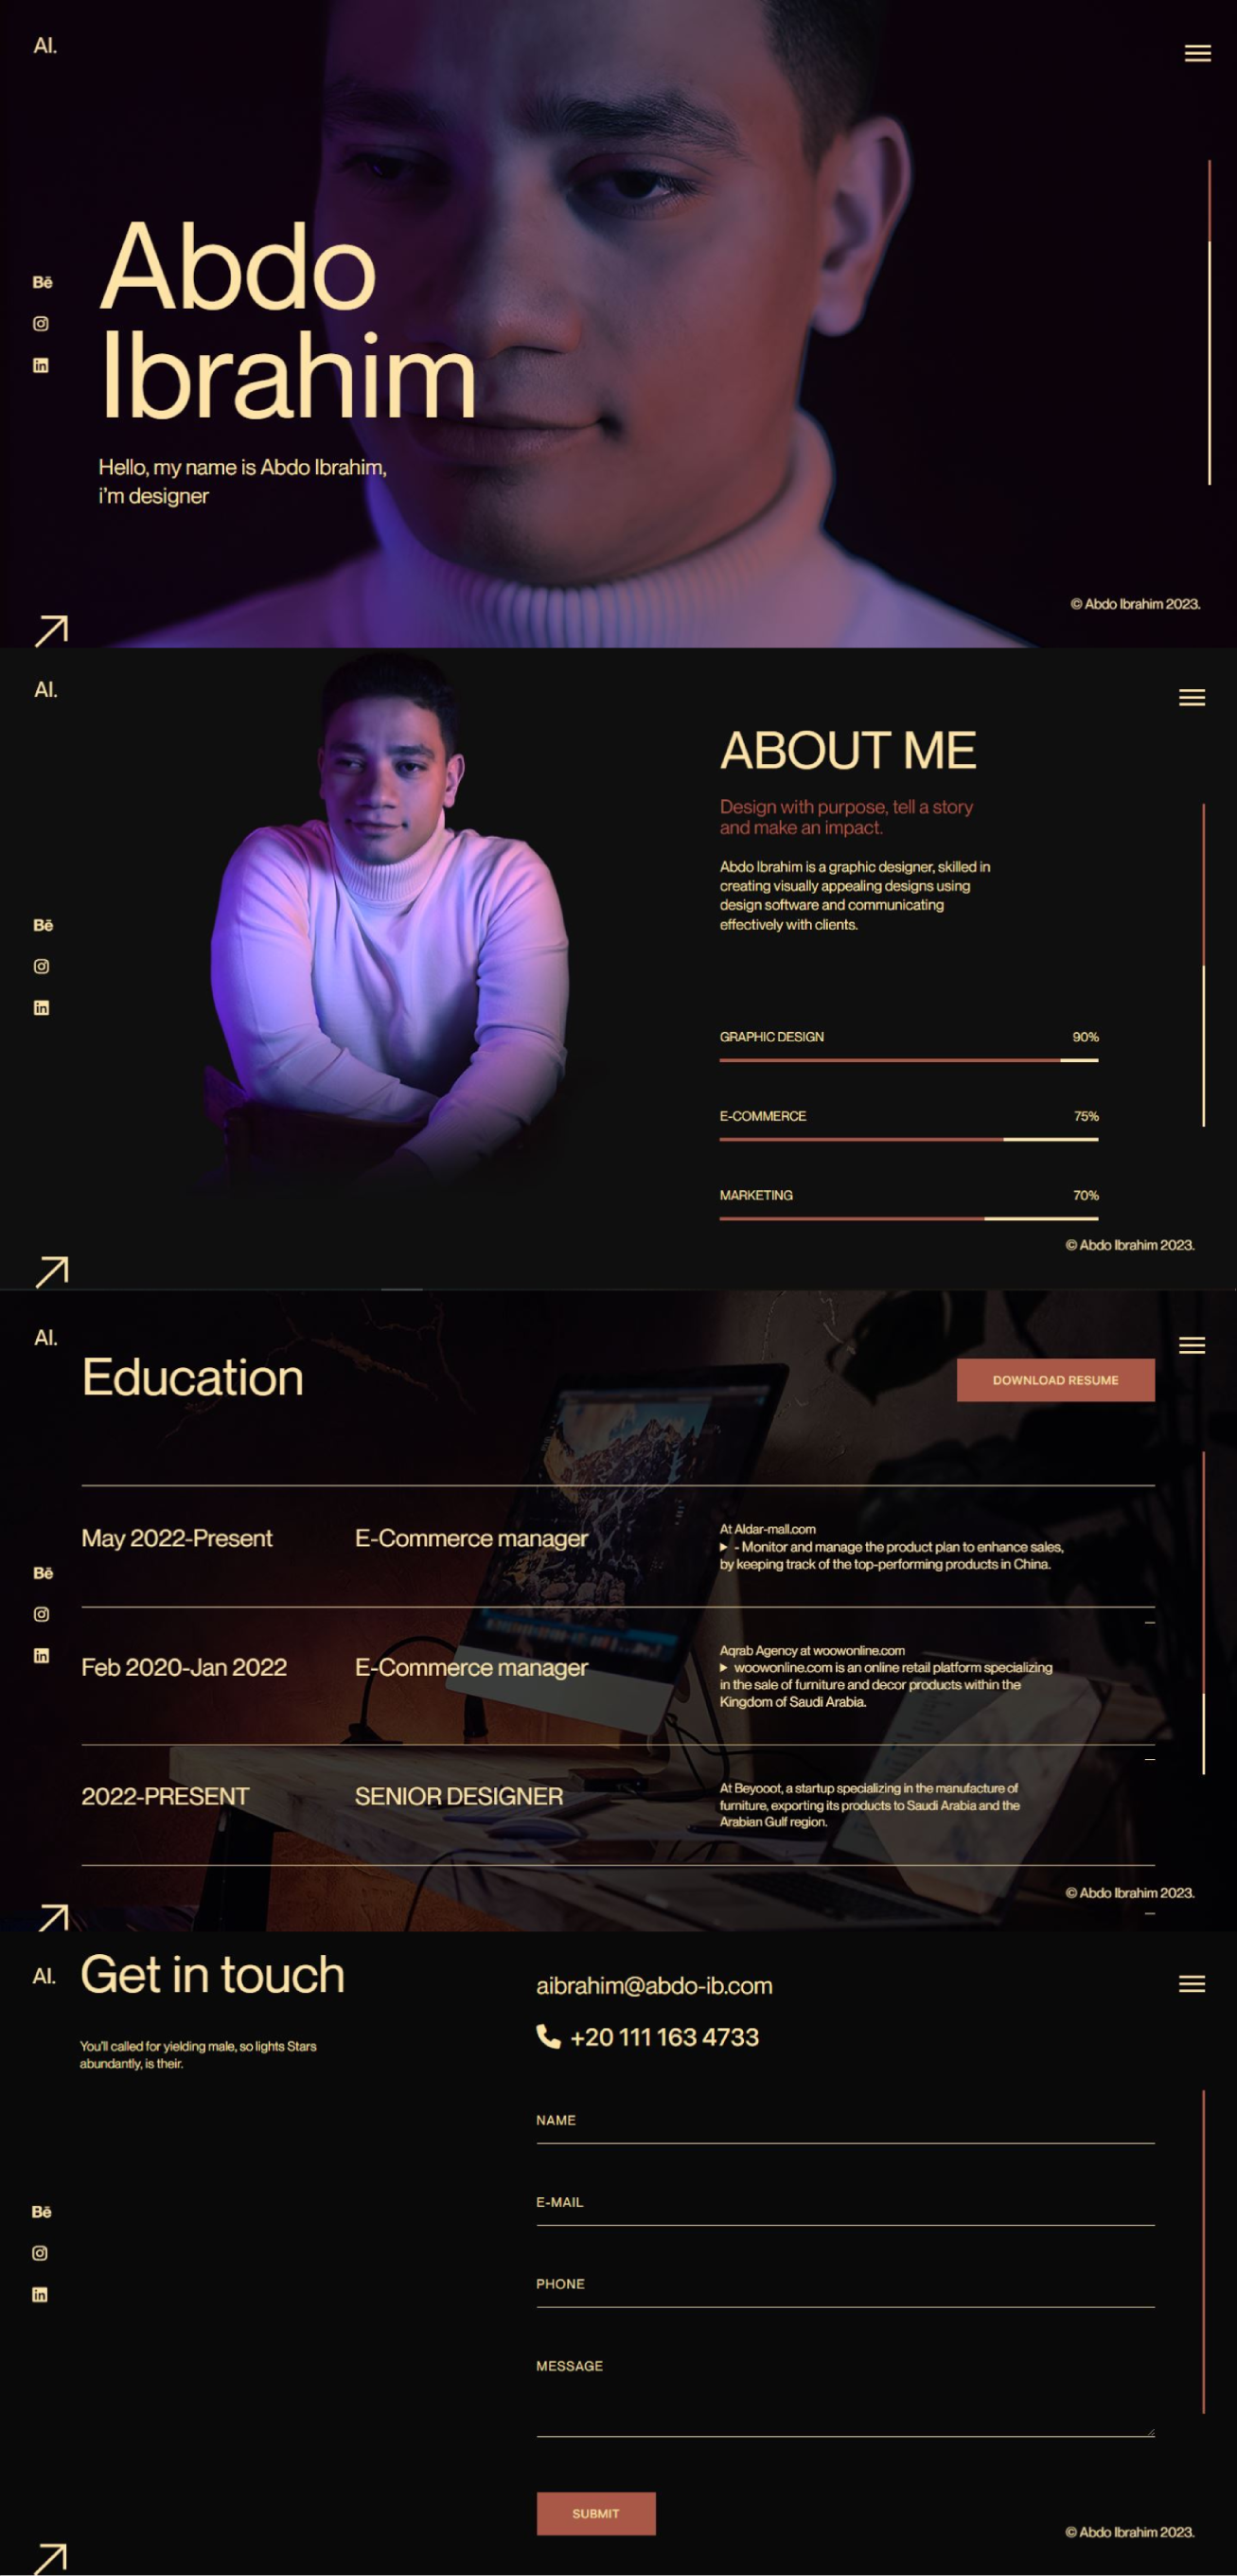 AI.
Abdo
Ibrahim
Bē
in
Hello, my name is Abdo Ibrahim,
i'm designer
© Abdo Ibrahim 2023.
AI.
ABOUT ME
Design with purpose, tell a story
and make an impact.
Abdo Ibrahim is a graphic designer, skilled in
creating visually appealing designs using
design software and communicating
effectively with clients.
Bē
in
GRAPHIC DESIGN 90%
E-COMMERCE 75%
MARKETING 70%
© Abdo Ibrahim 2023.
AI.
Education
DOWNLOAD RESUME
May 2022-Present
E-Commerce manager
At Aldar-mall.com
► - Monitor and manage the product plan to enhance sales,
by keeping track of the top-performing products in China.
Bē
in
Feb 2020-Jan 2022
E-Commerce manager
Aqrab Agency at woowonline.com
► woowonline.com is an online retail platform specializing
in the sale of furniture and decor products within the
Kingdom of Saudi Arabia.
2022-PRESENT
SENIOR DESIGNER
At Beyooot, a startup specializing in the manufacture of
furniture, exporting its products to Saudi Arabia and the
Arabian Gulf region.
© Abdo Ibrahim 2023.
AI.
Get in touch
You'll called for yielding male, so lights Stars
abundantly, is their.
aibrahim@abdo-ib.com
+20 111 163 4733
NAME
E-MAIL
PHONE
MESSAGE
Bē
in
SUBMIT
© Abdo Ibrahim 2023.